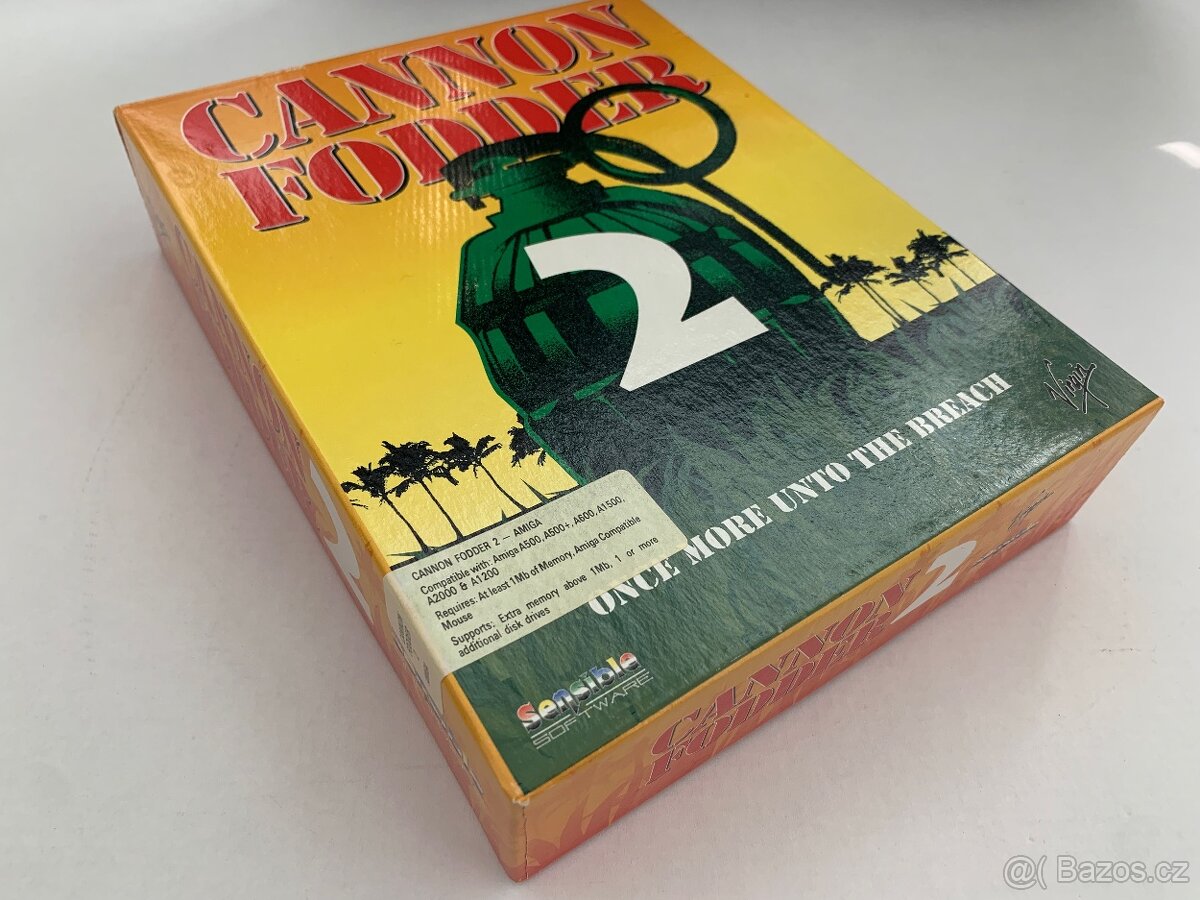 CANNON
FODDER
2
ONCE MORE UNTO THE BREACH
Virgin
CANNON FODDER 2 — AMIGA
Compatible with: Amiga A500, A500+, A600, A1500,
A2000 & A1200
Requires: At least 1Mb of Memory, Amiga Compatible
Mouse
Supports: Extra memory above 1Mb, 1 or more
additional disk drives
Sensible
SOFTWARE
CANNON
FODDER 2
@( Bazos.cz